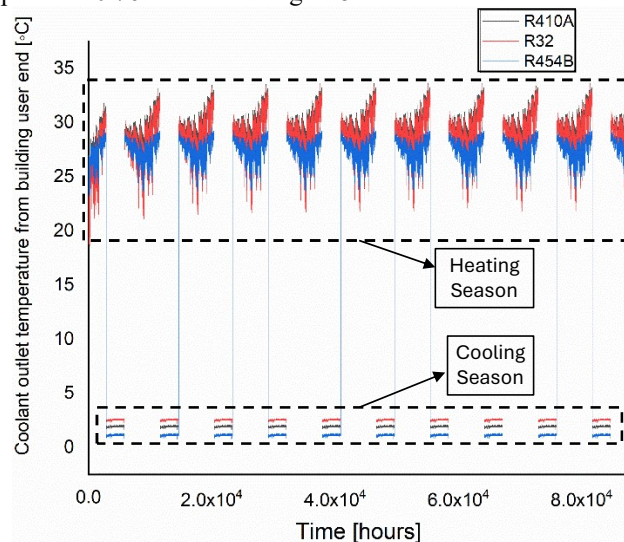 R410A
R32
R454B
Coolant outlet temperature from building user end [◦C]
35
30
25
20
15
10
5
0
Heating
Season
Cooling
Season
0.0
2.0x10⁴
4.0x10⁴
6.0x10⁴
8.0x10⁴
Time [hours]